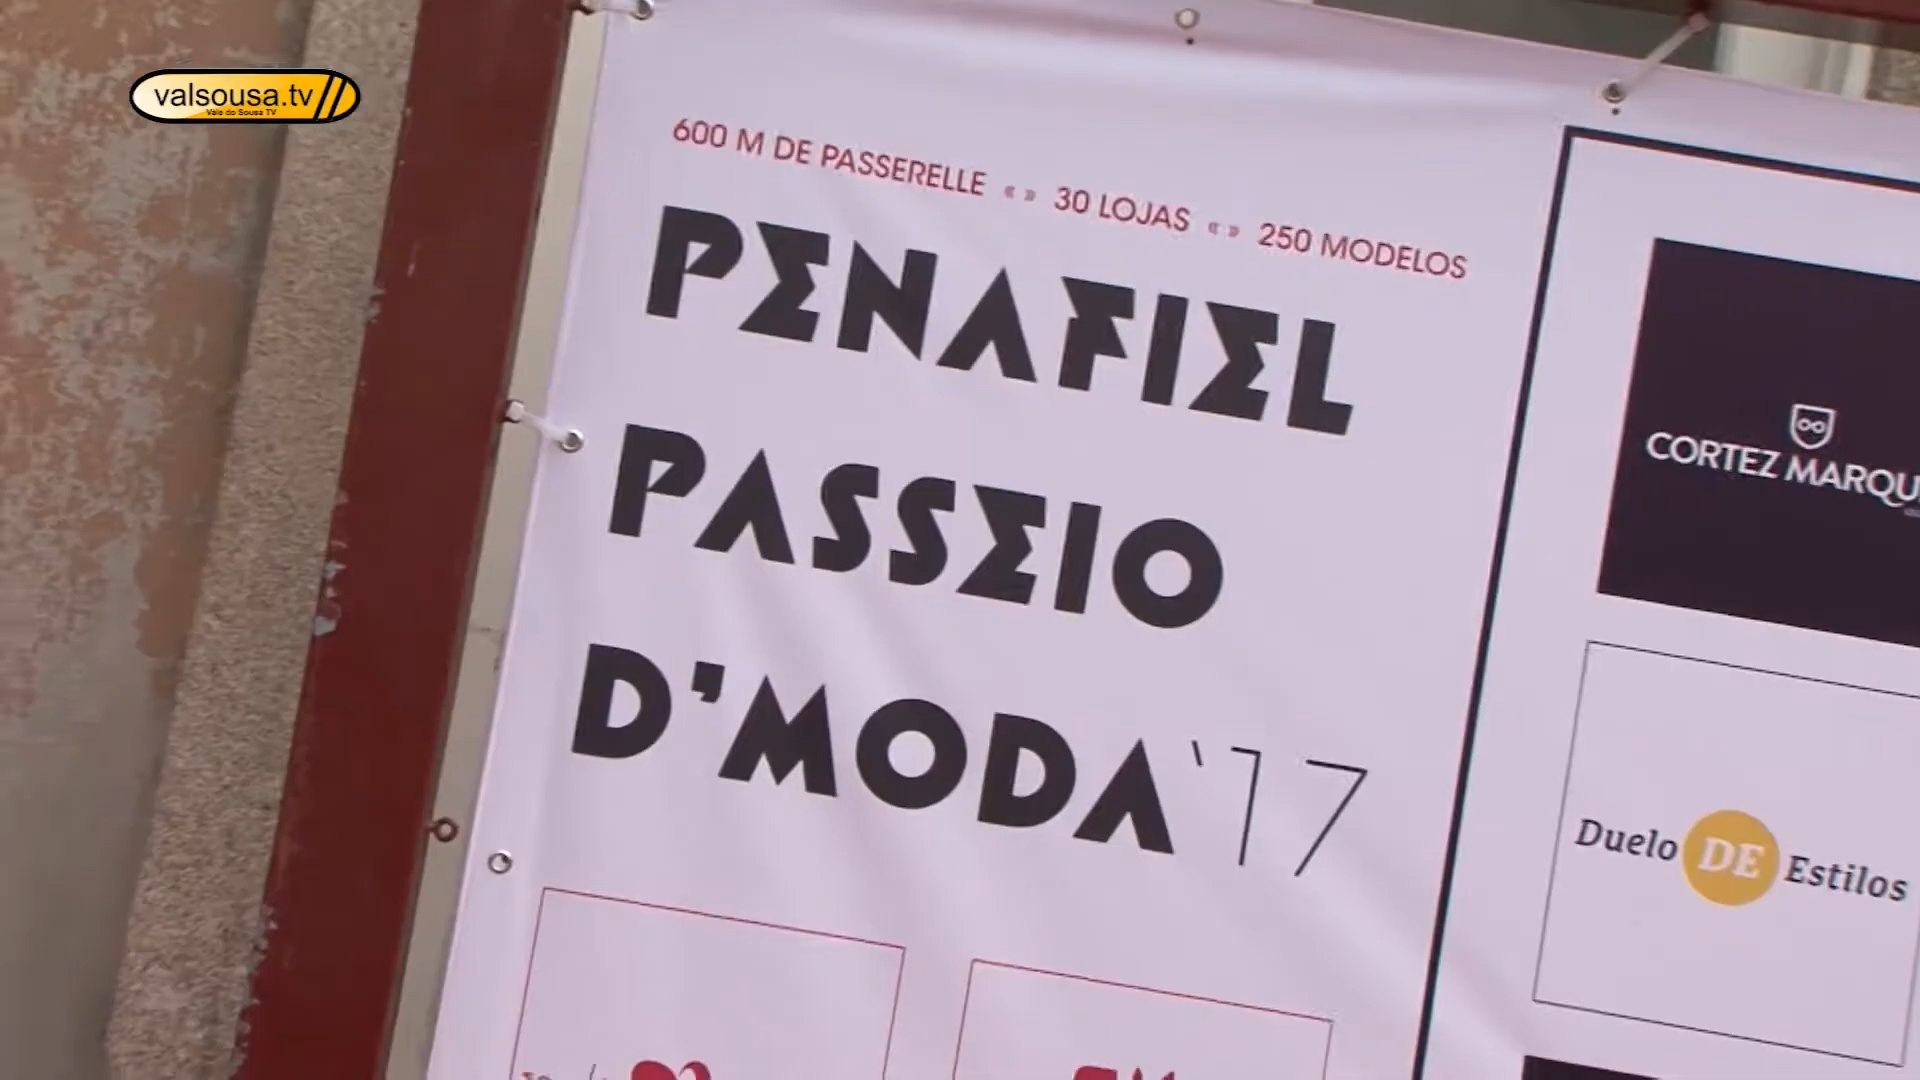 valsousa.tv
Vale do Sousa TV
600 M DE PASSERELLE «» 30 LOJAS «» 250 MODELOS
PENAFIEL
PASSEIO
D'MODA‵17
CORTEZ MARQU
Duelo DE Estilos